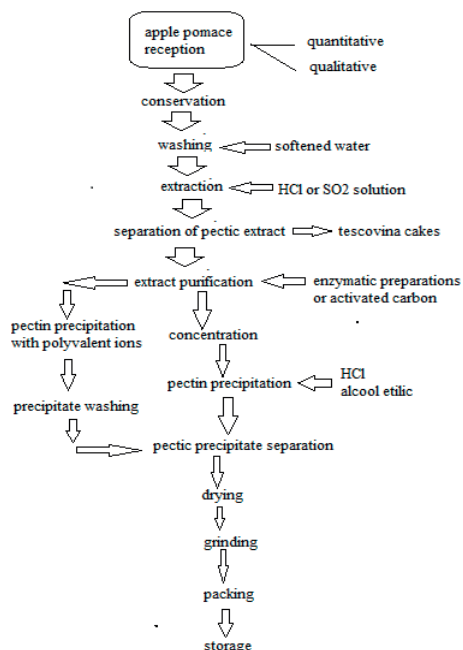 apple pomace
reception
quantitative
qualitative
conservation
washing
softened water
extraction
HCl or SO2 solution
separation of pectic extract
tescovina cakes
extract purification
enzymatic preparations
or activated carbon
pectin precipitation
with polyvalent ions
concentration
pectin precipitation
HCl
alcool etilic
precipitate washing
pectic precipitate separation
drying
grinding
packing
storage